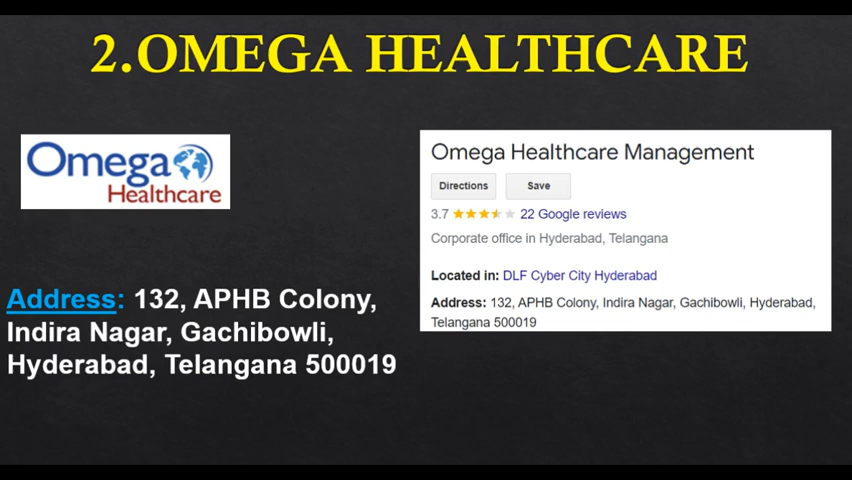 2.OMEGA HEALTHCARE
Omega
Healthcare
Address: 132, APHB Colony,
Indira Nagar, Gachibowli,
Hyderabad, Telangana 500019
Omega Healthcare Management
Directions Save
3.7 22 Google reviews
Corporate office in Hyderabad, Telangana
Located in: DLF Cyber City Hyderabad
Address: 132, APHB Colony, Indira Nagar, Gachibowli, Hyderabad,
Telangana 500019